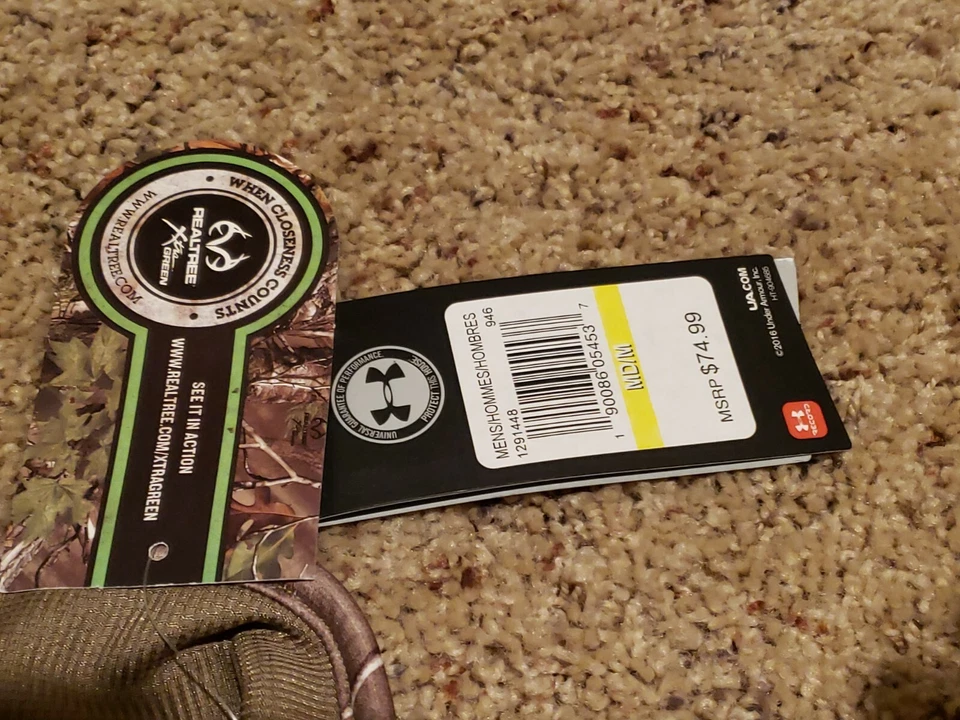 WHEN CLOSENESS COUNTS
WWW.REALTREE.COM
REALTREE
Xtra
GREEN
SEE IT IN ACTION
WWW.REALTREE.COM/XTRAGREEN
UNIVERSAL GUARANTEE OF PERFORMANCE
PROTECT THIS HOUSE.
MENS/HOMMES/HOMBRES
1291448 946
1 90086 05453 7
MD/M
MSRP $74.99
UA.COM
©2016 Under Armour, Inc.
RECORD